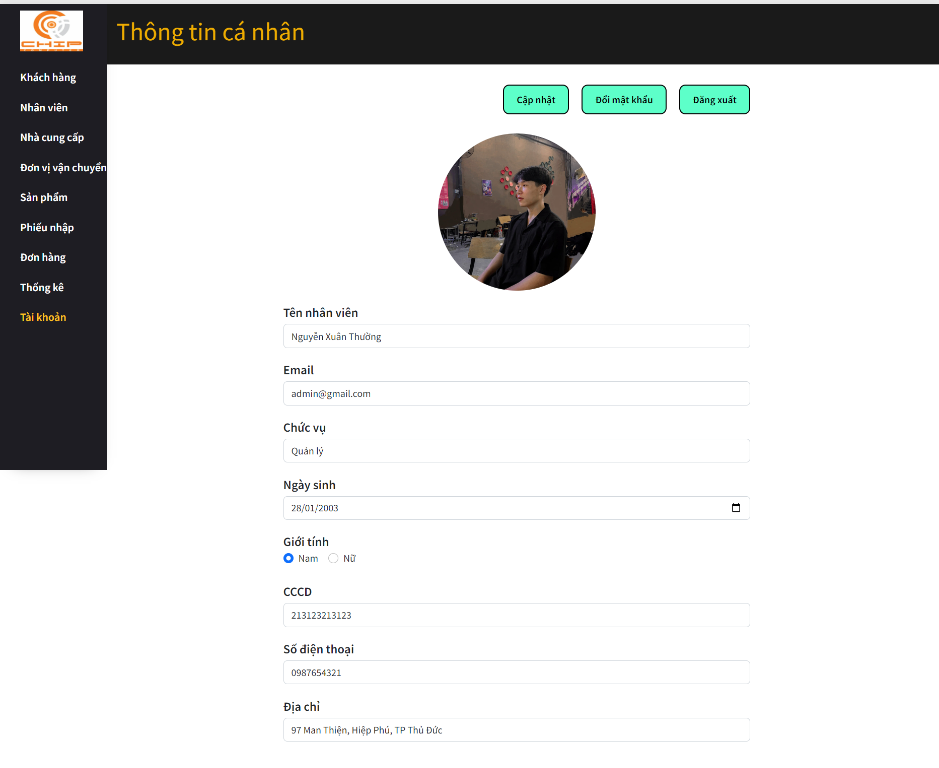 CHIP
Thông tin cá nhân
Khách hàng
Nhân viên
Nhà cung cấp
Đơn vị vận chuyển
Sản phẩm
Phiếu nhập
Đơn hàng
Thống kê
Tài khoản
Cập nhật
Đổi mật khẩu
Đăng xuất
Tên nhân viên
Nguyễn Xuân Thường
Email
admin@gmail.com
Chức vụ
Quản lý
Ngày sinh
28/01/2003
Giới tính
Nam Nữ
CCCD
213123213123
Số điện thoại
0987654321
Địa chỉ
97 Man Thiện, Hiệp Phú, TP Thủ Đức